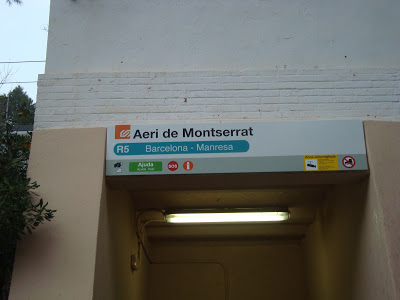 Aeri de Montserrat
R5 Barcelona - Manresa
Ajuda SOS i